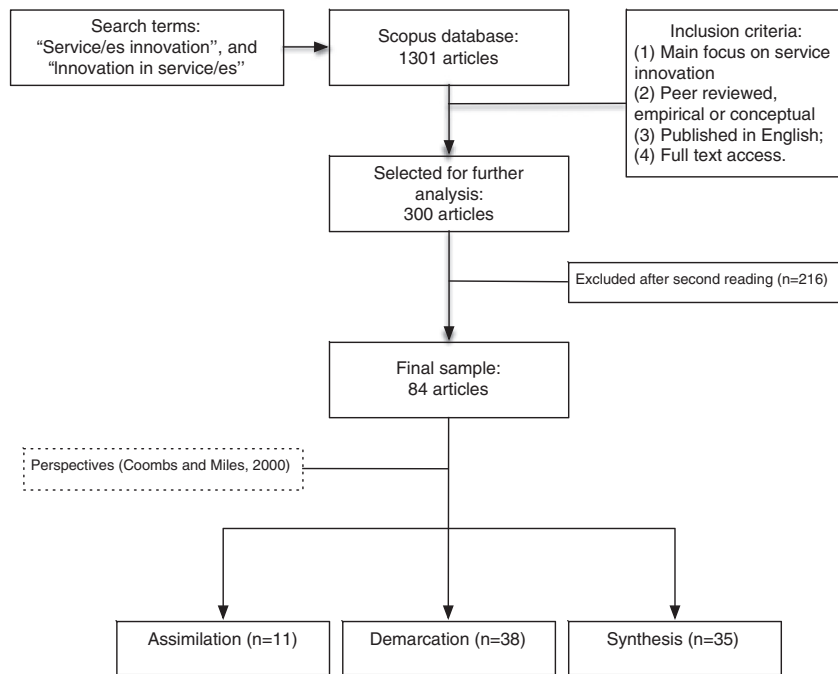 Search terms:
“Service/es innovation”, and
“Innovation in service/es”
Scopus database:
1301 articles
Inclusion criteria:
(1) Main focus on service
innovation
(2) Peer reviewed,
empirical or conceptual
(3) Published in English;
(4) Full text access.
Selected for further
analysis:
300 articles
Excluded after second reading (n=216)
Final sample:
84 articles
Perspectives (Coombs and Miles, 2000)
Assimilation (n=11)
Demarcation (n=38)
Synthesis (n=35)